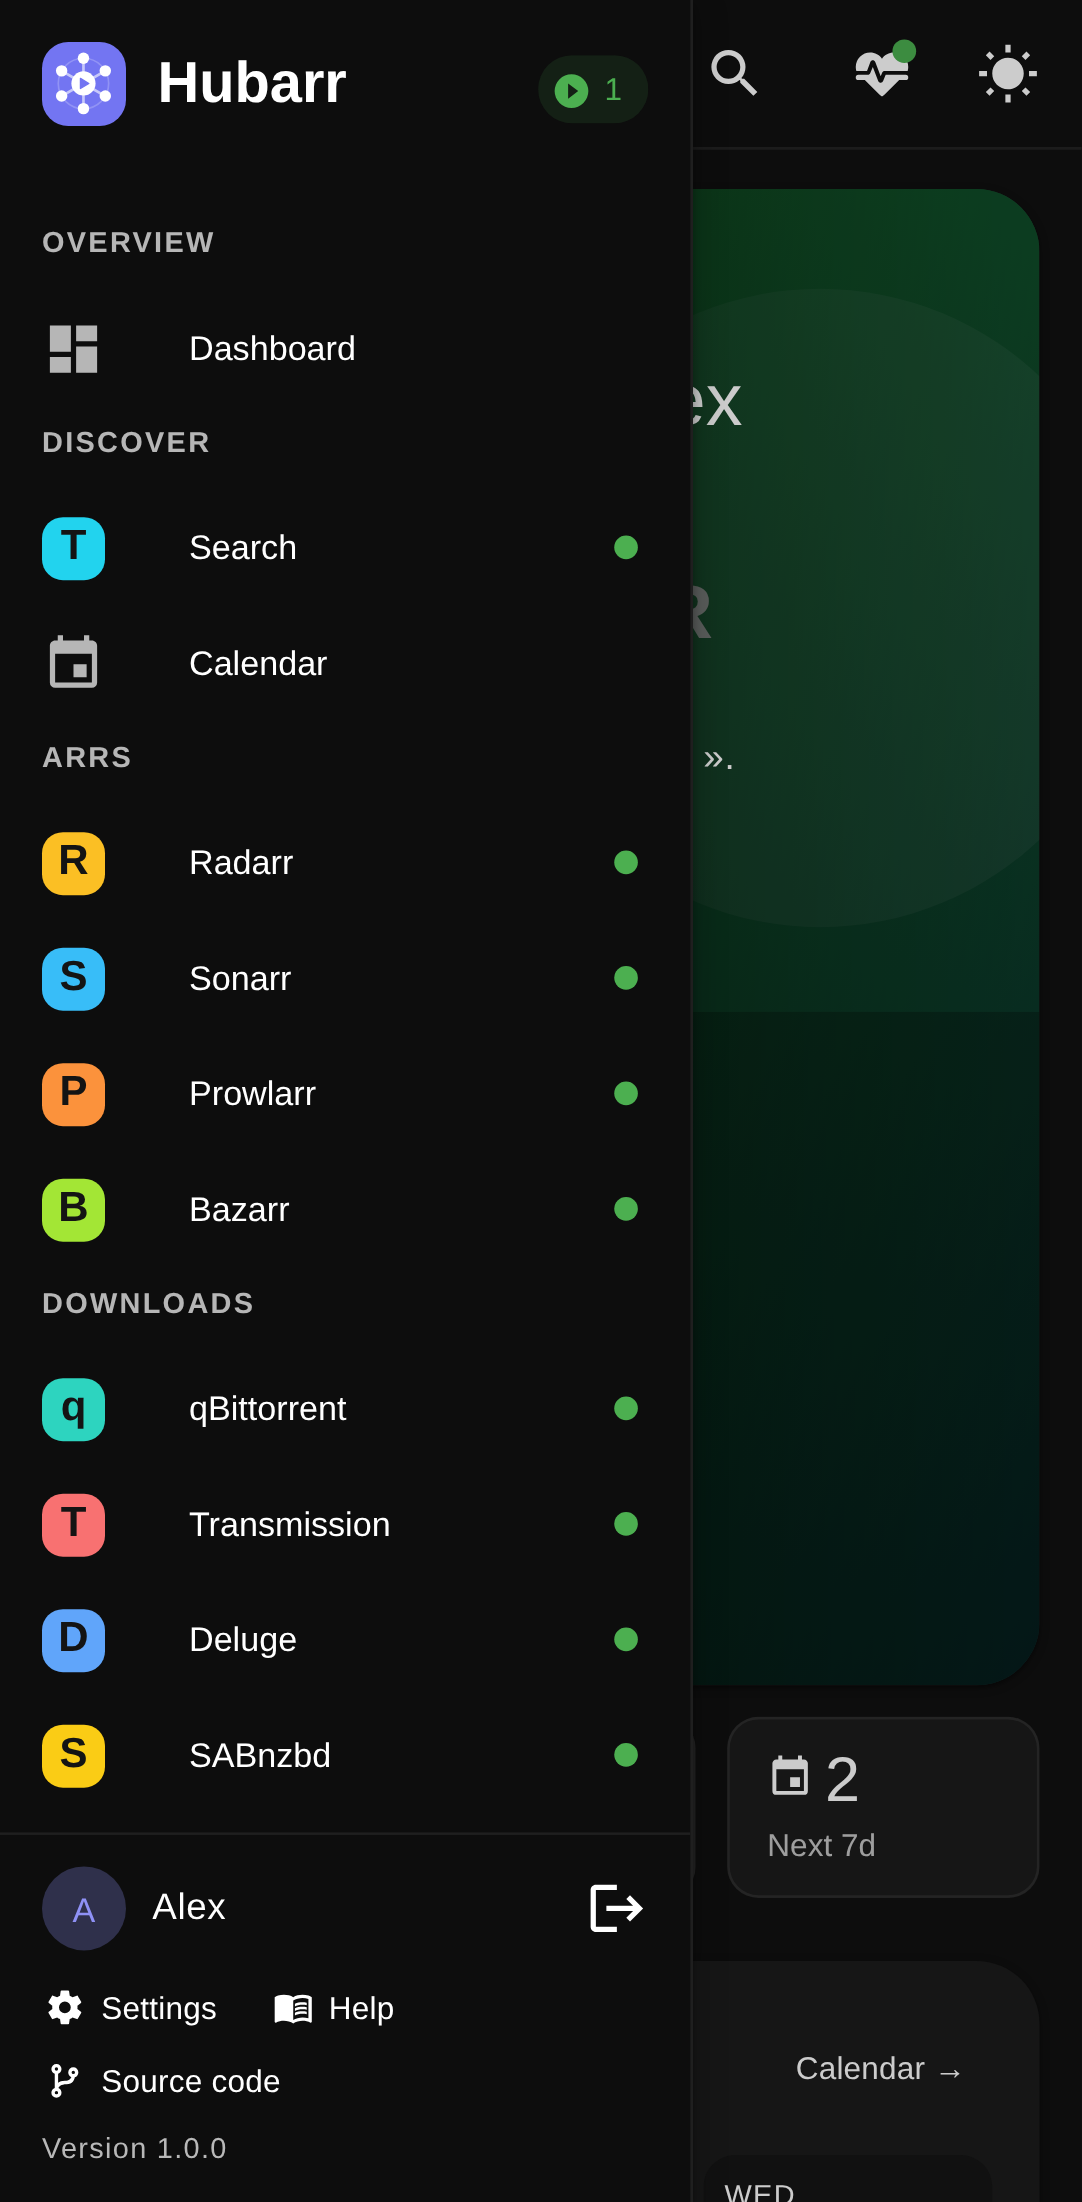 Hubarr
1
OVERVIEW
Dashboard
DISCOVER
T Search
Calendar
ARRS
R Radarr
S Sonarr
P Prowlarr
B Bazarr
DOWNLOADS
q qBittorrent
T Transmission
D Deluge
S SABnzbd
A Alex
Settings Help
Source code
Version 1.0.0
ex
R
».
2
Next 7d
Calendar →
WED